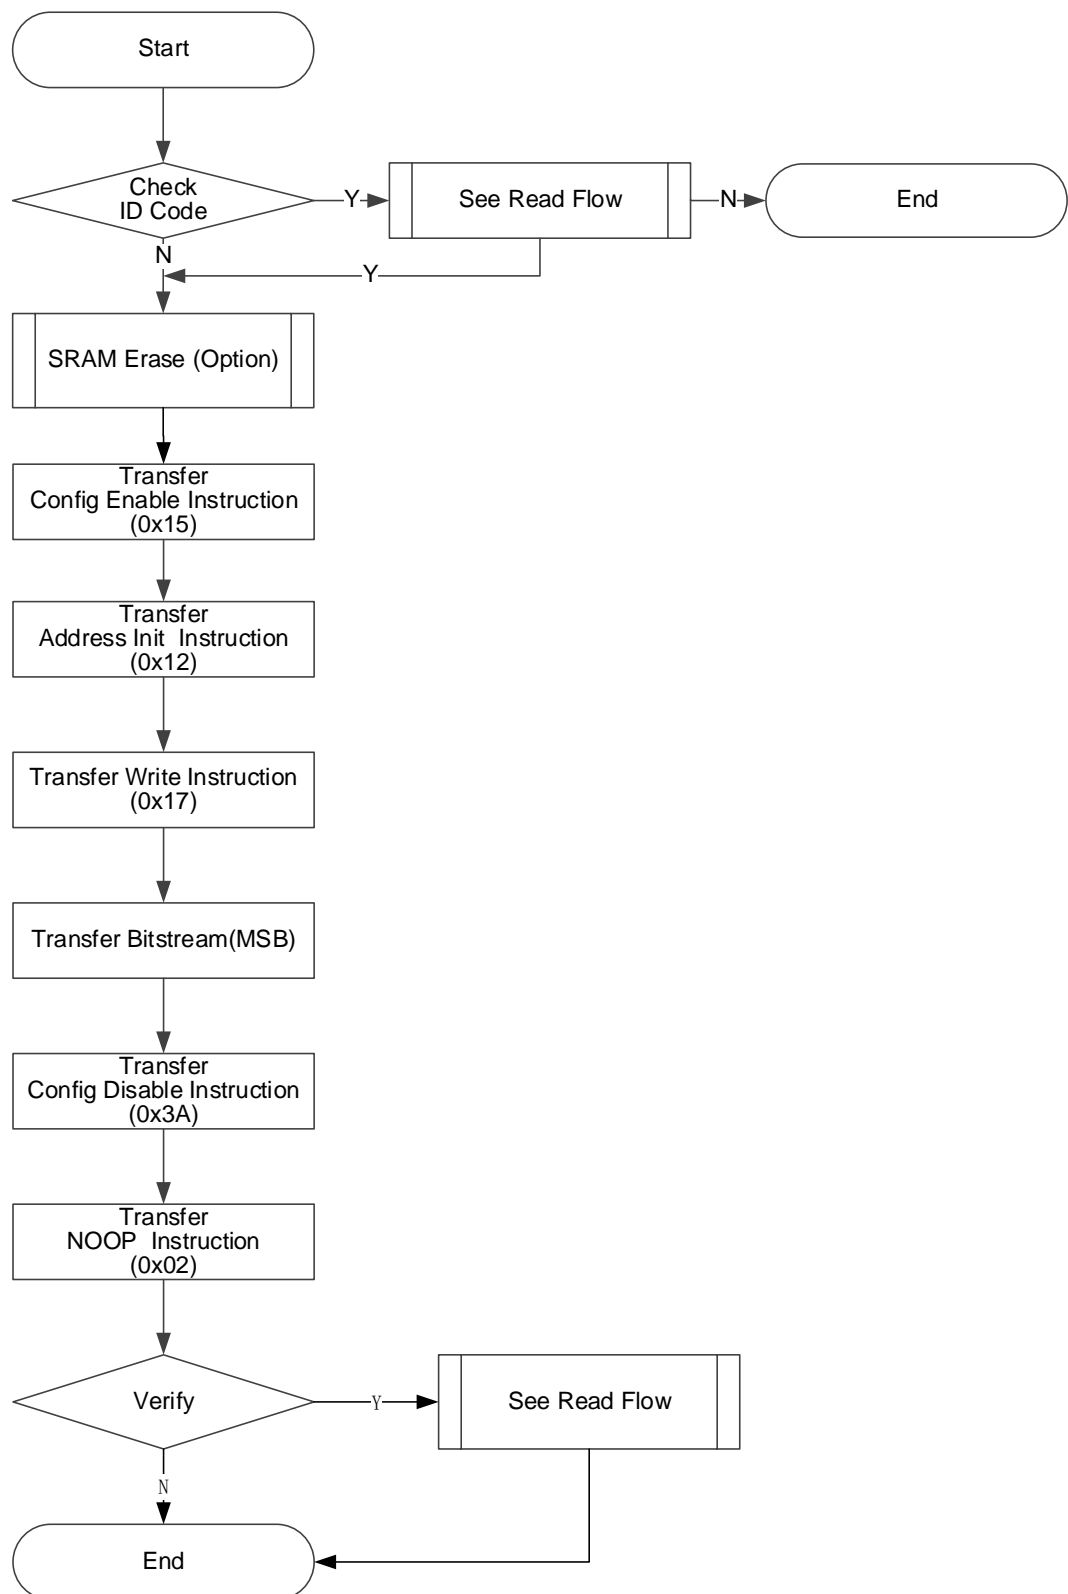 Start
Check
ID Code
Y
See Read Flow
N
End
N
Y
SRAM Erase (Option)
Transfer
Config Enable Instruction
(0x15)
Transfer
Address Init  Instruction
(0x12)
Transfer Write Instruction
(0x17)
Transfer Bitstream(MSB)
Transfer
Config Disable Instruction
(0x3A)
Transfer
NOOP  Instruction
(0x02)
Verify
Y
See Read Flow
N
End